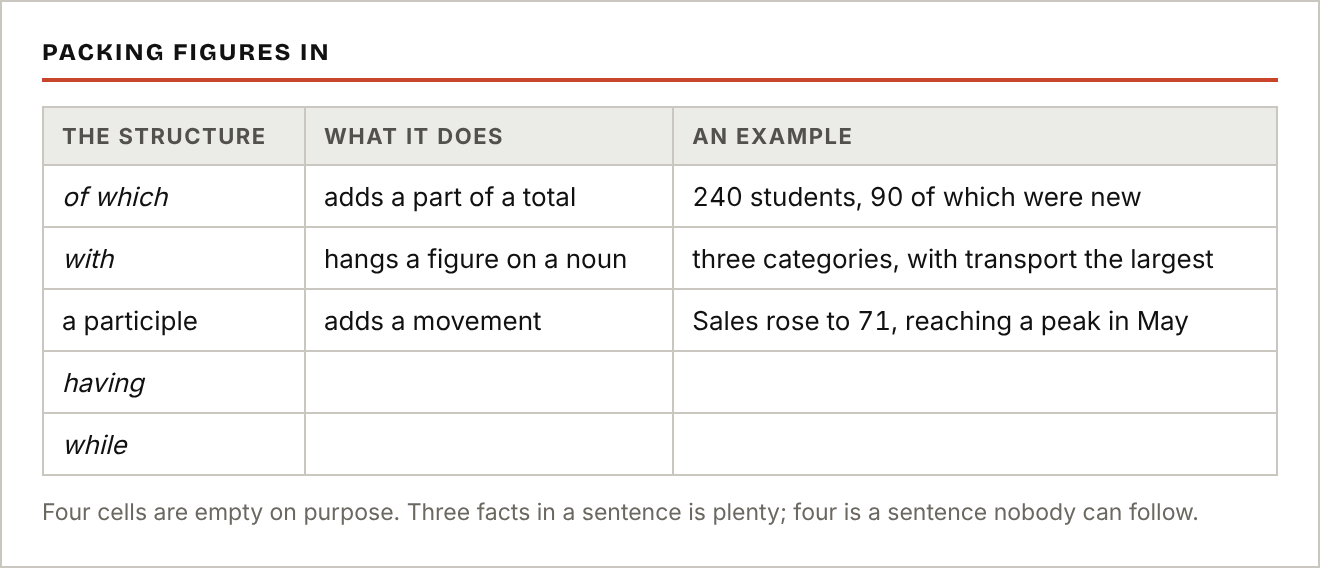 PACKING FIGURES IN
THE STRUCTURE WHAT IT DOES AN EXAMPLE
of which adds a part of a total 240 students, 90 of which were new
with hangs a figure on a noun three categories, with transport the largest
a participle adds a movement Sales rose to 71, reaching a peak in May
having
while
Four cells are empty on purpose. Three facts in a sentence is plenty; four is a sentence nobody can follow.